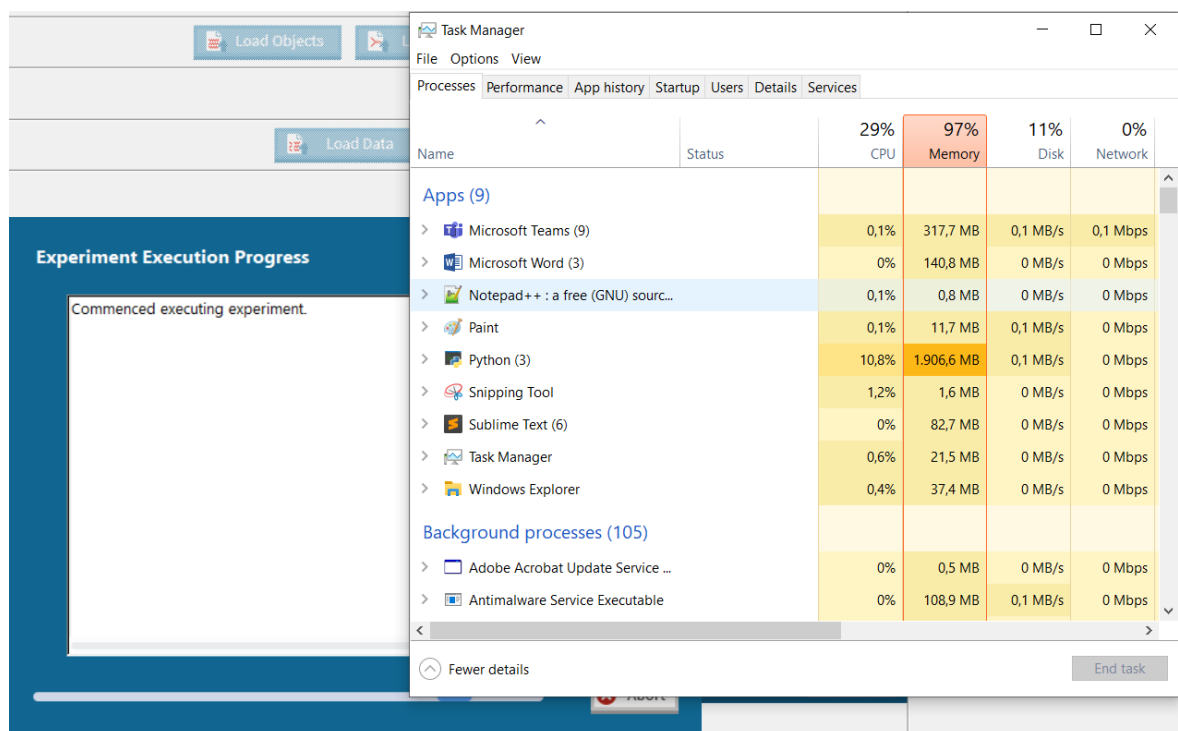 Load Objects
L
Load Data
Experiment Execution Progress
Commenced executing experiment.
Task Manager
File Options View
Processes Performance App history Startup Users Details Services
29% 97% 11% 0%
Name Status CPU Memory Disk Network
Apps (9)
Microsoft Teams (9) 0,1% 317,7 MB 0,1 MB/s 0,1 Mbps
Microsoft Word (3) 0% 140,8 MB 0 MB/s 0 Mbps
Notepad++ : a free (GNU) sourc... 0,1% 0,8 MB 0 MB/s 0 Mbps
Paint 0,1% 11,7 MB 0,1 MB/s 0 Mbps
Python (3) 10,8% 1.906,6 MB 0,1 MB/s 0 Mbps
Snipping Tool 1,2% 1,6 MB 0 MB/s 0 Mbps
Sublime Text (6) 0% 82,7 MB 0 MB/s 0 Mbps
Task Manager 0,6% 21,5 MB 0 MB/s 0 Mbps
Windows Explorer 0,4% 37,4 MB 0 MB/s 0 Mbps
Background processes (105)
Adobe Acrobat Update Service ... 0% 0,5 MB 0 MB/s 0 Mbps
Antimalware Service Executable 0% 108,9 MB 0,1 MB/s 0 Mbps
Fewer details
End task
Abort